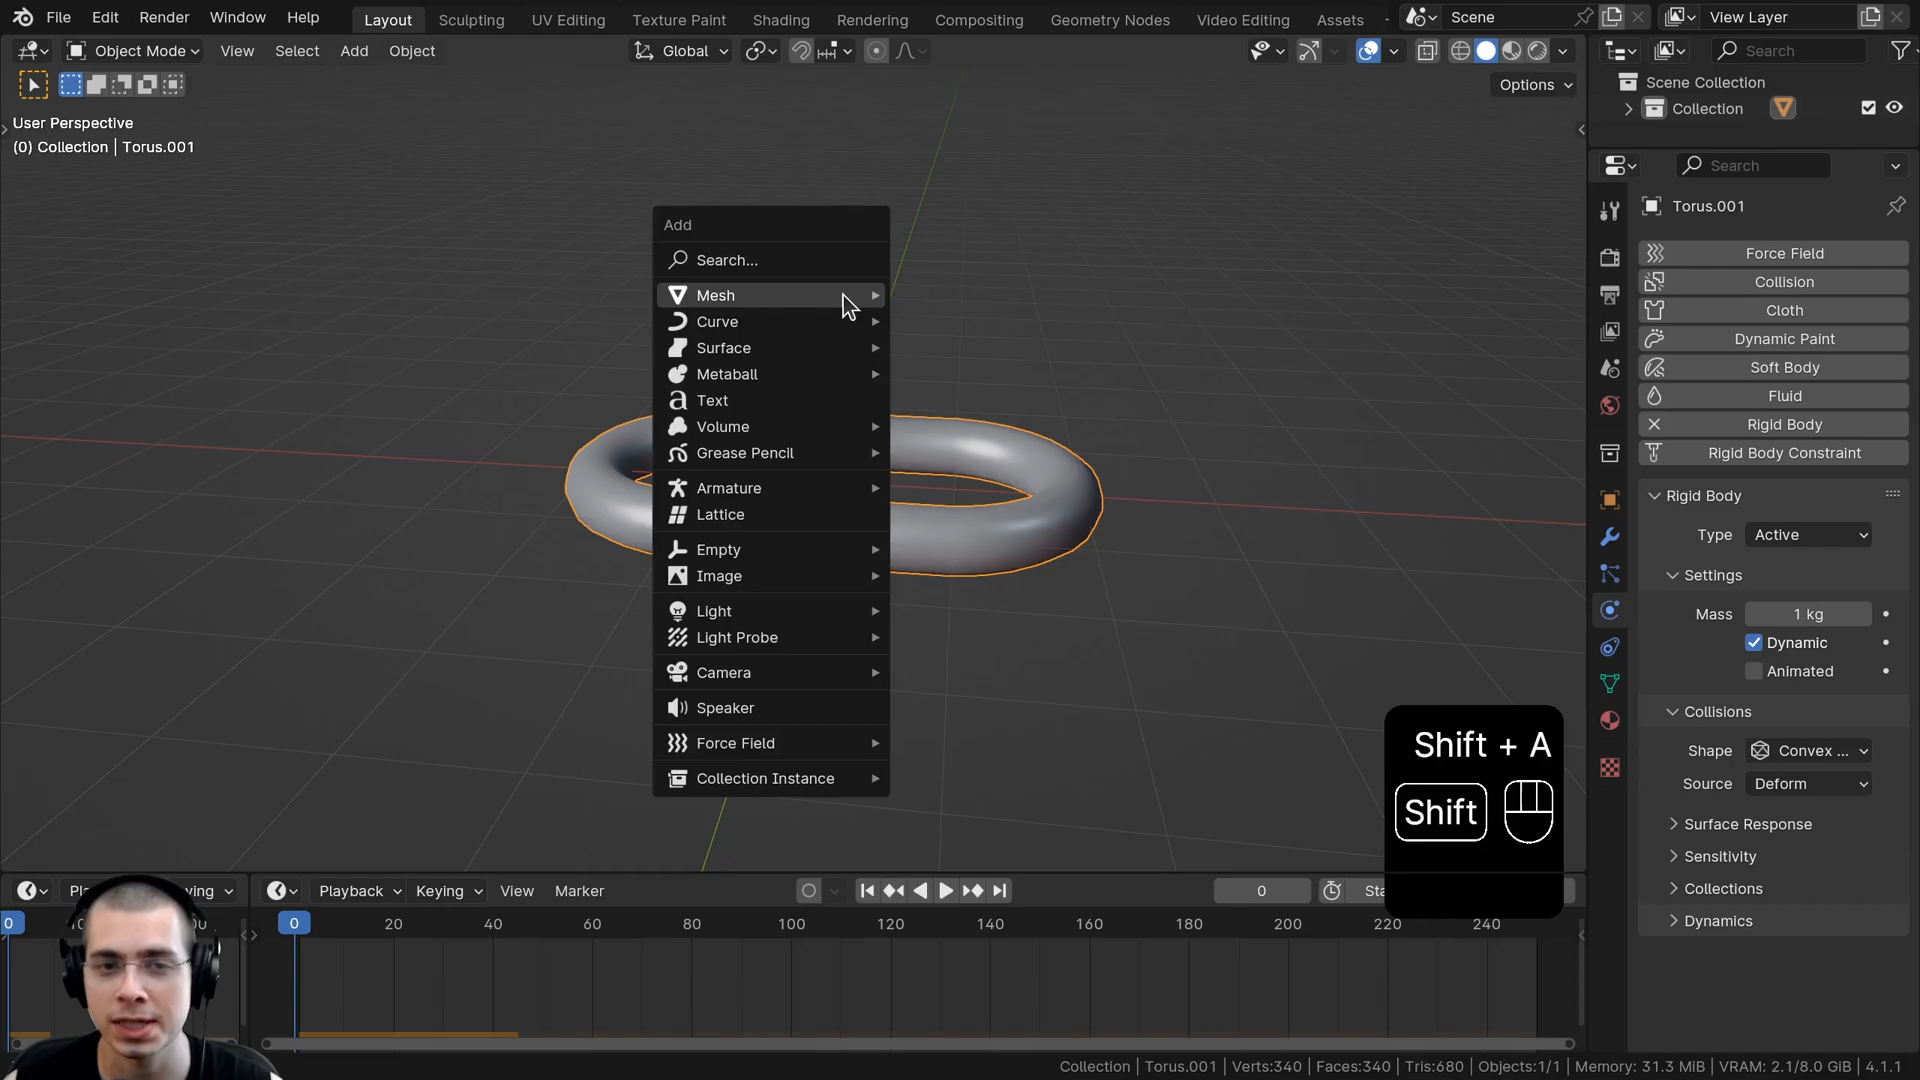 File Edit Render Window Help Layout Sculpting UV Editing Texture Paint Shading Rendering Compositing Geometry Nodes Video Editing Assets Scene View Layer
Object Mode View Select Add Object Global Search
Options
Scene Collection
Collection
User Perspective
(0) Collection | Torus.001
Search
Torus.001
Add
Search...
Mesh
Curve
Surface
Metaball
Text
Volume
Grease Pencil
Armature
Lattice
Empty
Image
Light
Light Probe
Camera
Speaker
Force Field
Collection Instance
Force Field
Collision
Cloth
Dynamic Paint
Soft Body
Fluid
Rigid Body
Rigid Body Constraint
Rigid Body
Type Active
Settings
Mass 1 kg
Dynamic
Animated
Collisions
Shape Convex ...
Source Deform
Surface Response
Sensitivity
Collections
Dynamics
Shift + A
Shift
Playback Keying View Marker 0
0 0 20 40 60 80 100 120 140 160 180 200 220 240
Collection | Torus.001 | Verts:340 | Faces:340 | Tris:680 | Objects:1/1 | Memory: 31.3 MiB | VRAM: 2.1/8.0 GiB | 4.1.1